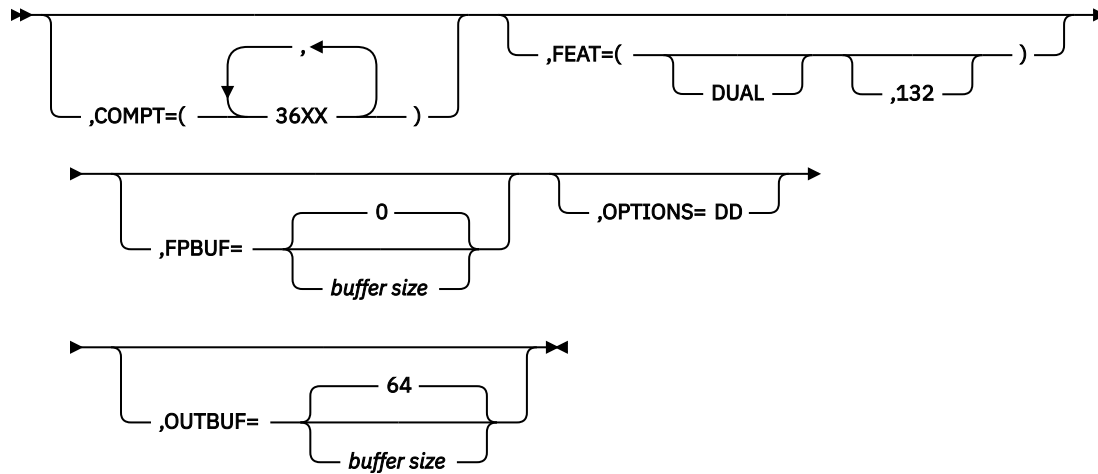 ,
,COMPT=( 36XX )
,FEAT=( DUAL ,132 )
0
,FPBUF=
buffer size
,OPTIONS= DD
64
,OUTBUF=
buffer size